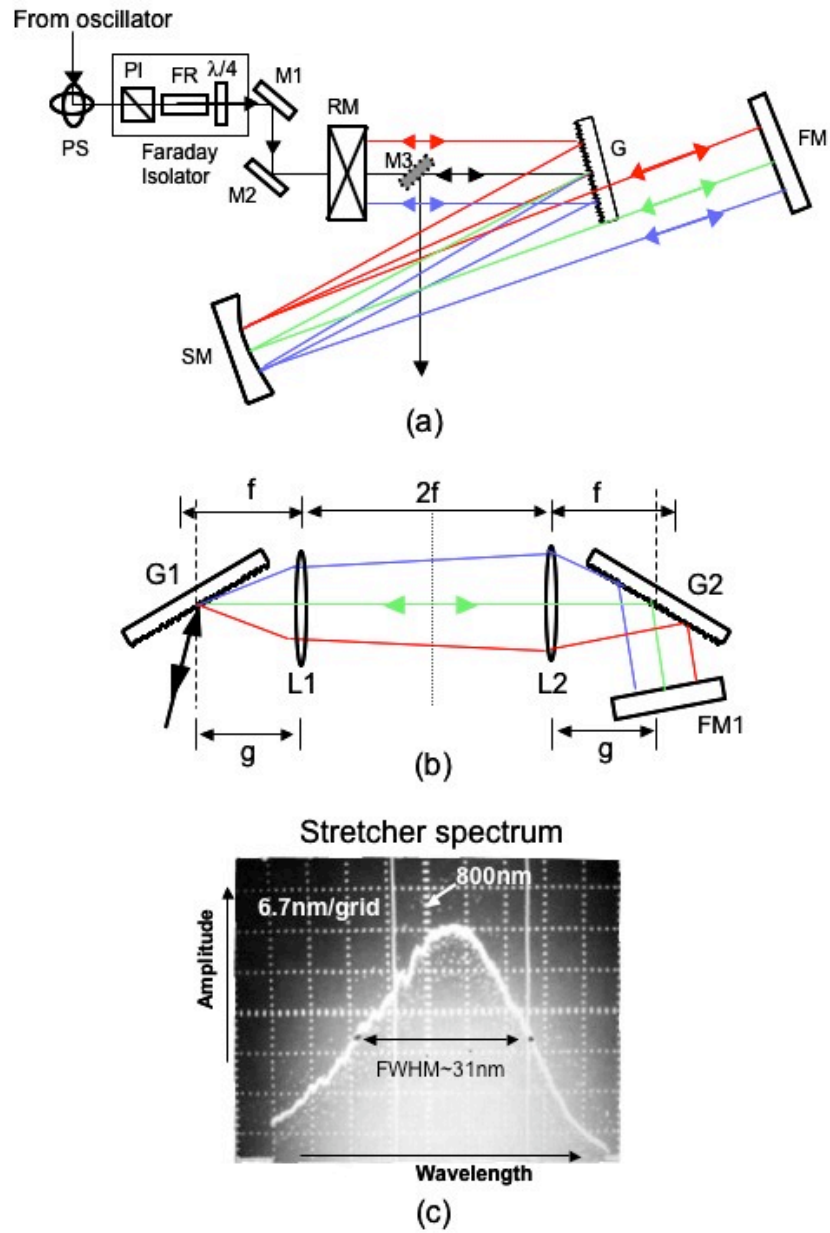 From oscillator
PI FR λ/4
M1
PS
Faraday
Isolator
M2
RM
M3
G
FM
SM
(a)
f 2f f
G1
G2
L1 L2
FM1
g g
(b)
Stretcher spectrum
800nm
6.7nm/grid
Amplitude
FWHM~31nm
Wavelength
(c)